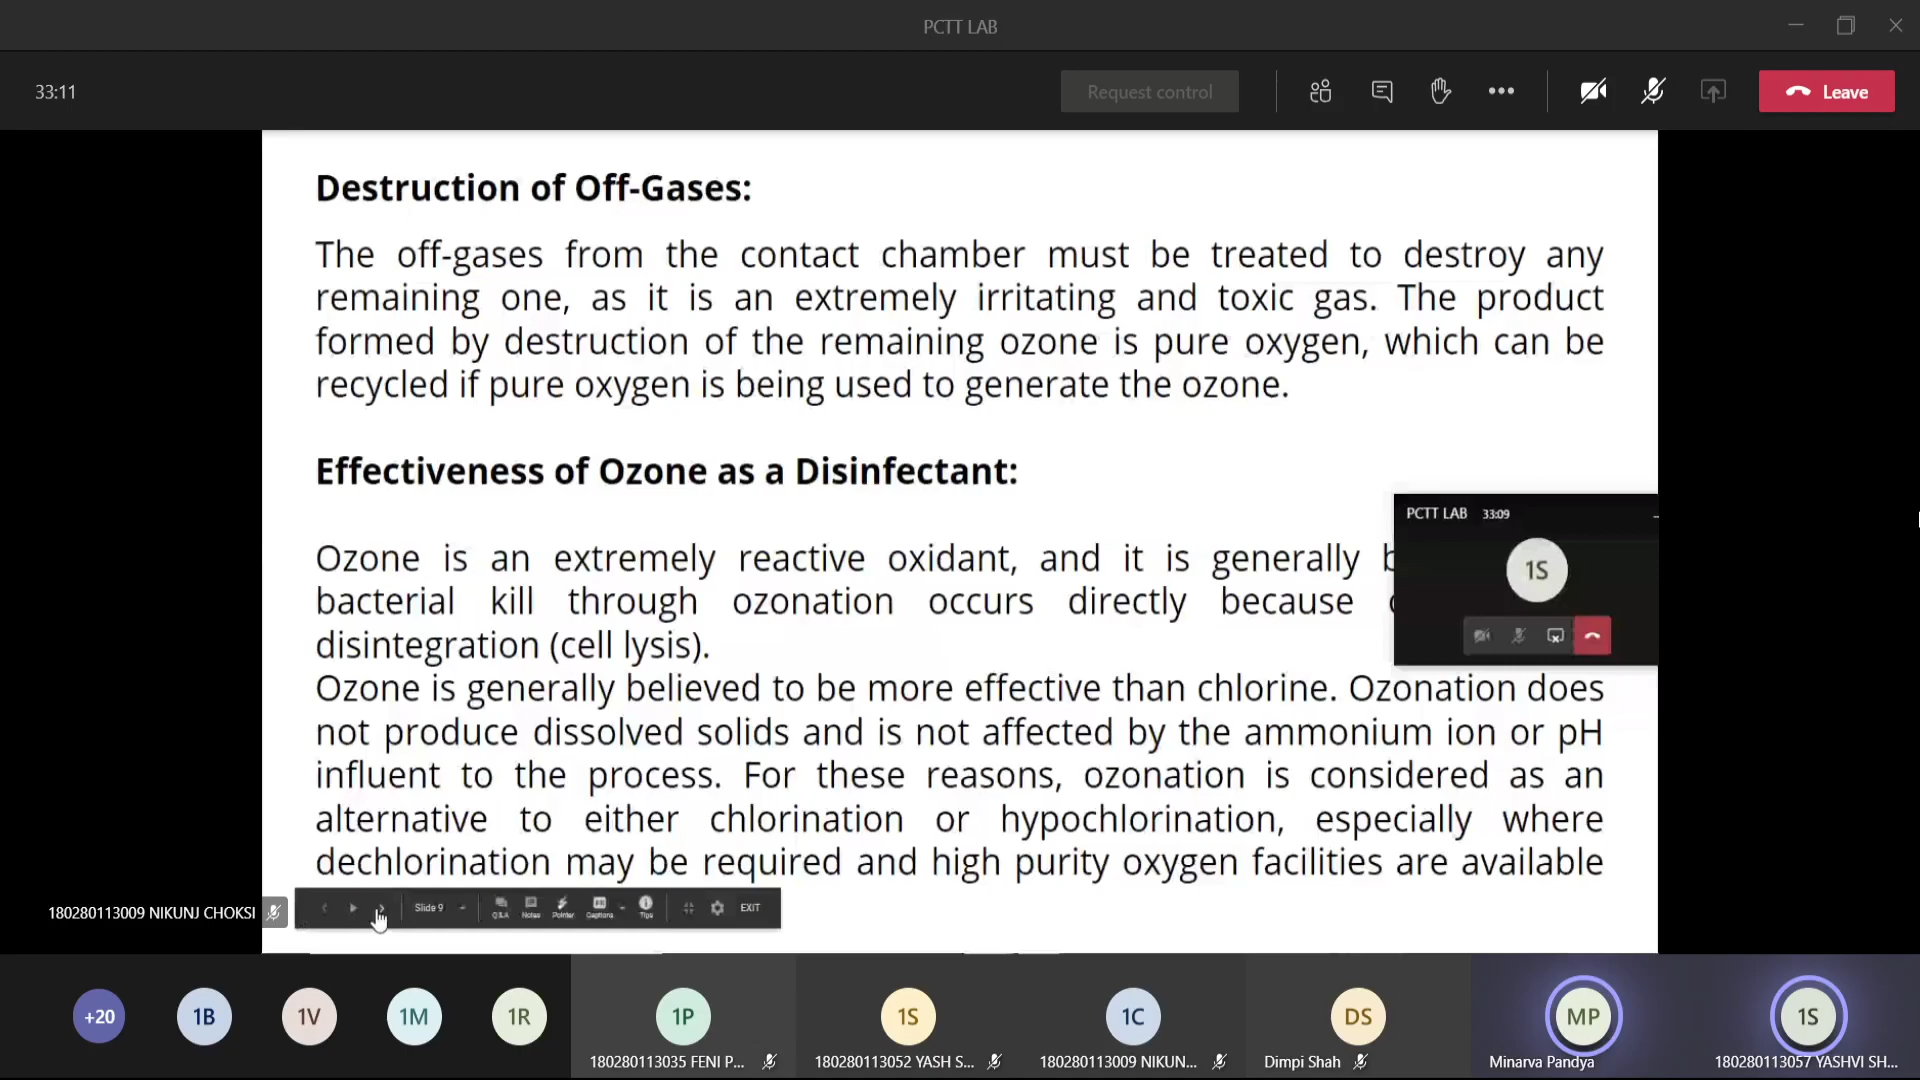 PCTT LAB
33:11
Request control
Leave
Destruction of Off-Gases:
The off-gases from the contact chamber must be treated to destroy any
remaining one, as it is an extremely irritating and toxic gas. The product
formed by destruction of the remaining ozone is pure oxygen, which can be
recycled if pure oxygen is being used to generate the ozone.
Effectiveness of Ozone as a Disinfectant:
PCTT LAB 33:09
1S
Ozone is an extremely reactive oxidant, and it is generally
bacterial kill through ozonation occurs directly because
disintegration (cell lysis).
Ozone is generally believed to be more effective than chlorine. Ozonation does
not produce dissolved solids and is not affected by the ammonium ion or pH
influent to the process. For these reasons, ozonation is considered as an
alternative to either chlorination or hypochlorination, especially where
dechlorination may be required and high purity oxygen facilities are available
180280113009 NIKUNJ CHOKSI
Slide 9 Q&A Notes Pointer Captions Tips EXIT
+20 1B 1V 1M 1R 1P 1S 1C DS MP 1S
180280113035 FENI P... 180280113052 YASH S... 180280113009 NIKUN... Dimpi Shah Minarva Pandya 180280113057 YASHVI SH...